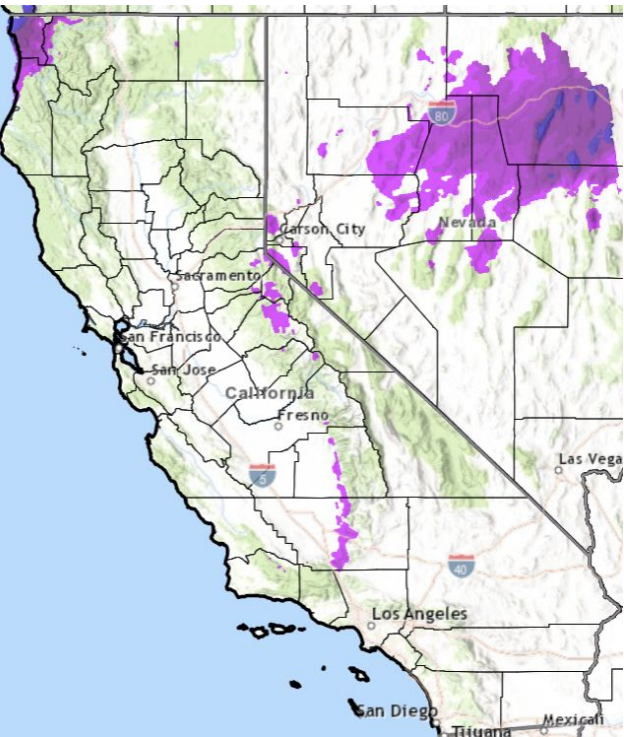 80
Carson City
Nevada
Sacramento
San Francisco
San Jose
California
Fresno
5
Las Vega
40
Los Angeles
San Diego
Tijuana
Mexicali